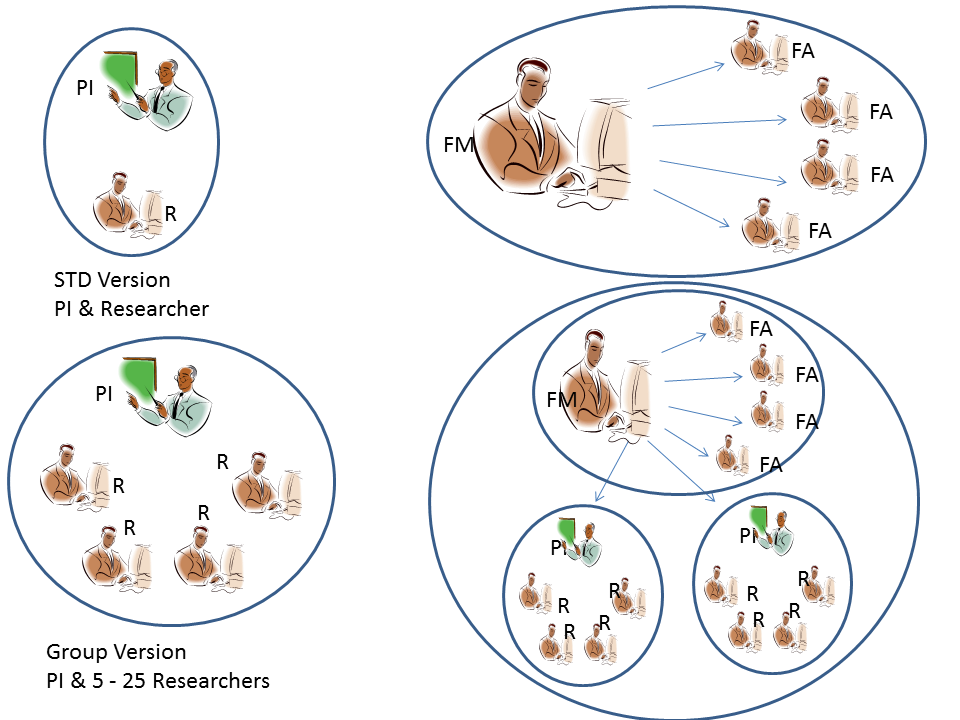 PI
R
STD Version
PI & Researcher
PI
R
R
R
R
Group Version
PI & 5 - 25 Researchers
FM
FA
FA
FA
FA
FM
FA
FA
FA
FA
PI
R
R
R
R
PI
R
R
R
R